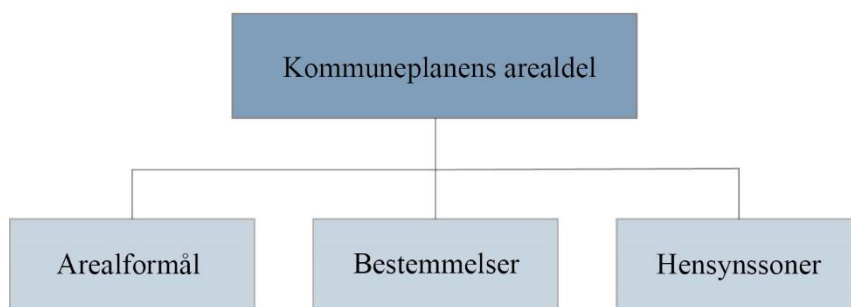 Kommuneplanens arealdel
Arealformål
Bestemmelser
Hensynssoner